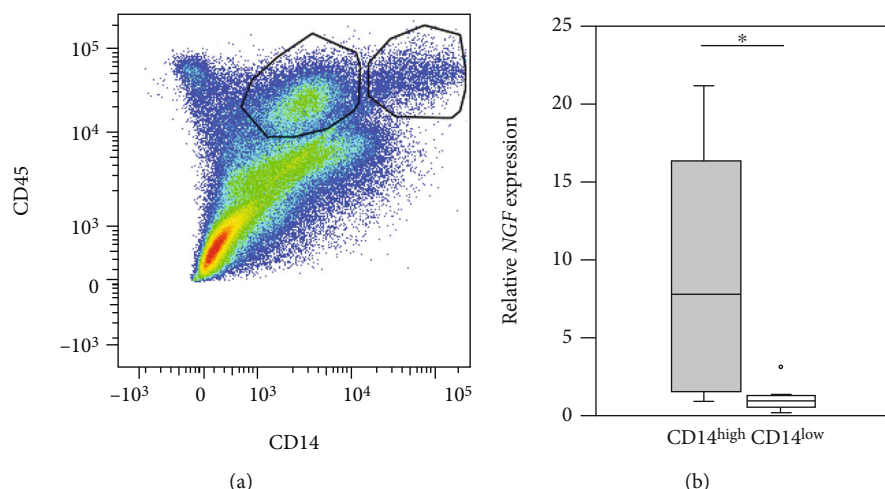 CD45
10⁵
10⁴
10³
0
–10³
–10³ 0 10³ 10⁴ 10⁵
CD14
(a)
Relative NGF expression
25
20
15
10
5
0
*
CD14ʰⁱᵍʰ CD14ˡᵒʷ
(b)